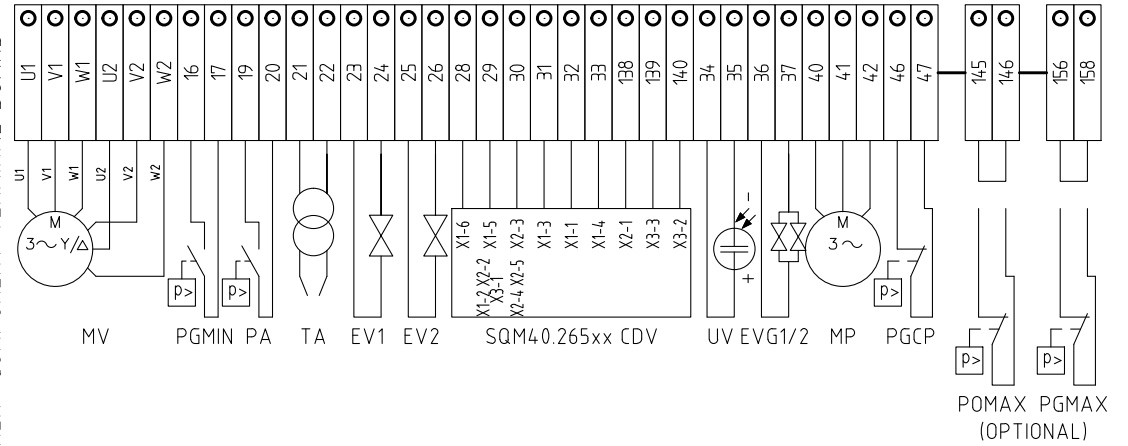 U1 V1 W1 U2 V2 W2 16 17 19 20 21 22 23 24 25 26 28 29 30 31 32 33 138 139 140 34 35 36 37 40 41 42 46 47 145 146 156 158
U1 V1 W1 U2 V2 W2
M
3~ Y/△
p>
p>
X1-6 X1-5 X2-3 X1-3 X1-1 X1-4 X2-1 X3-3 X3-2
X1-2 X2-2 X3-1 X2-4 X2-5
-
+
M
3~
p>
p>
p>
MV PGMIN PA TA EV1 EV2 SQM40.265xx CDV UV EVG1/2 MP PGCP
POMAX PGMAX
(OPTIONAL)